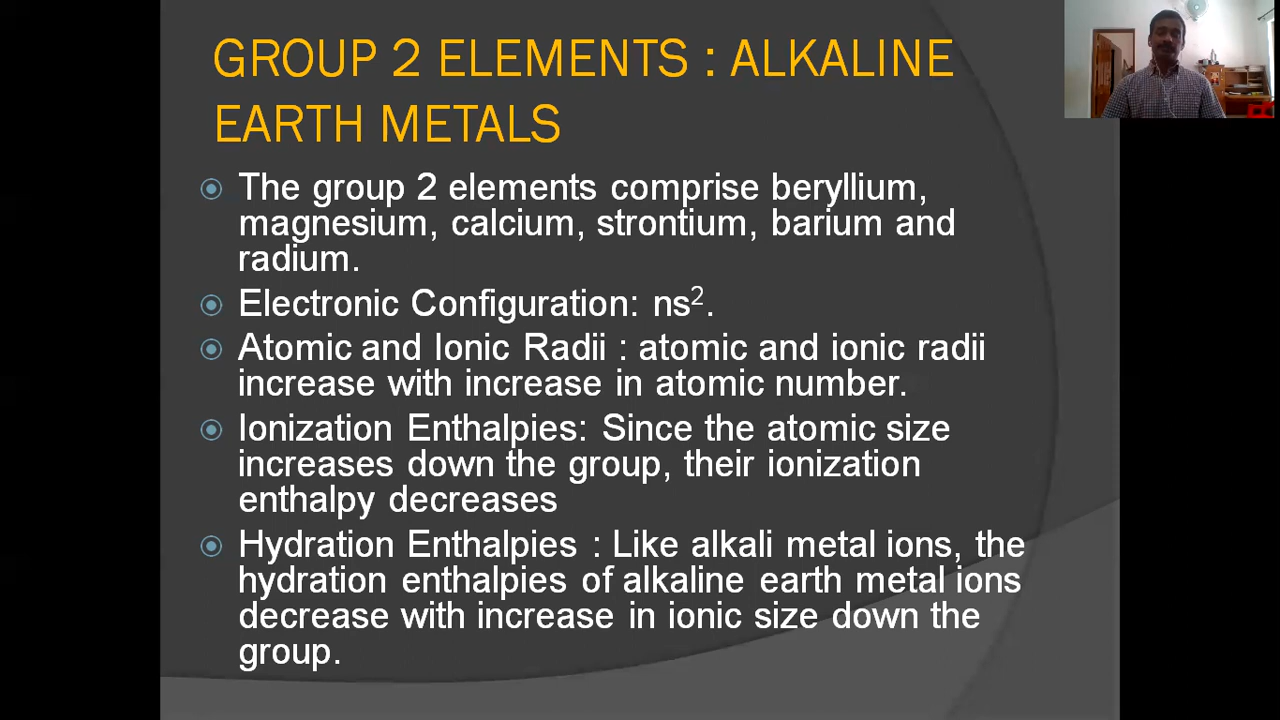 GROUP 2 ELEMENTS : ALKALINE
EARTH METALS
The group 2 elements comprise beryllium,
magnesium, calcium, strontium, barium and
radium.
Electronic Configuration: ns².
Atomic and Ionic Radii : atomic and ionic radii
increase with increase in atomic number.
Ionization Enthalpies: Since the atomic size
increases down the group, their ionization
enthalpy decreases
Hydration Enthalpies : Like alkali metal ions, the
hydration enthalpies of alkaline earth metal ions
decrease with increase in ionic size down the
group.